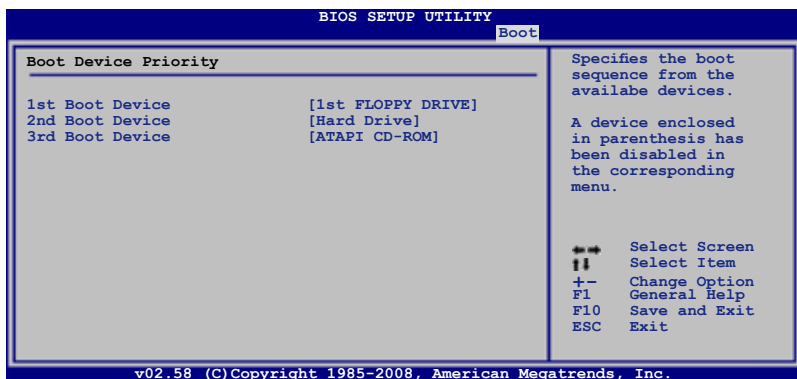 BIOS SETUP UTILITY
Boot
Boot Device Priority
1st Boot Device [1st FLOPPY DRIVE]
2nd Boot Device [Hard Drive]
3rd Boot Device [ATAPI CD-ROM]
Specifies the boot
sequence from the
availabe devices.
A device enclosed
in parenthesis has
been disabled in
the corresponding
menu.
←→ Select Screen
↑↓ Select Item
+- Change Option
F1 General Help
F10 Save and Exit
ESC Exit
v02.58 (C)Copyright 1985-2008, American Megatrends, Inc.